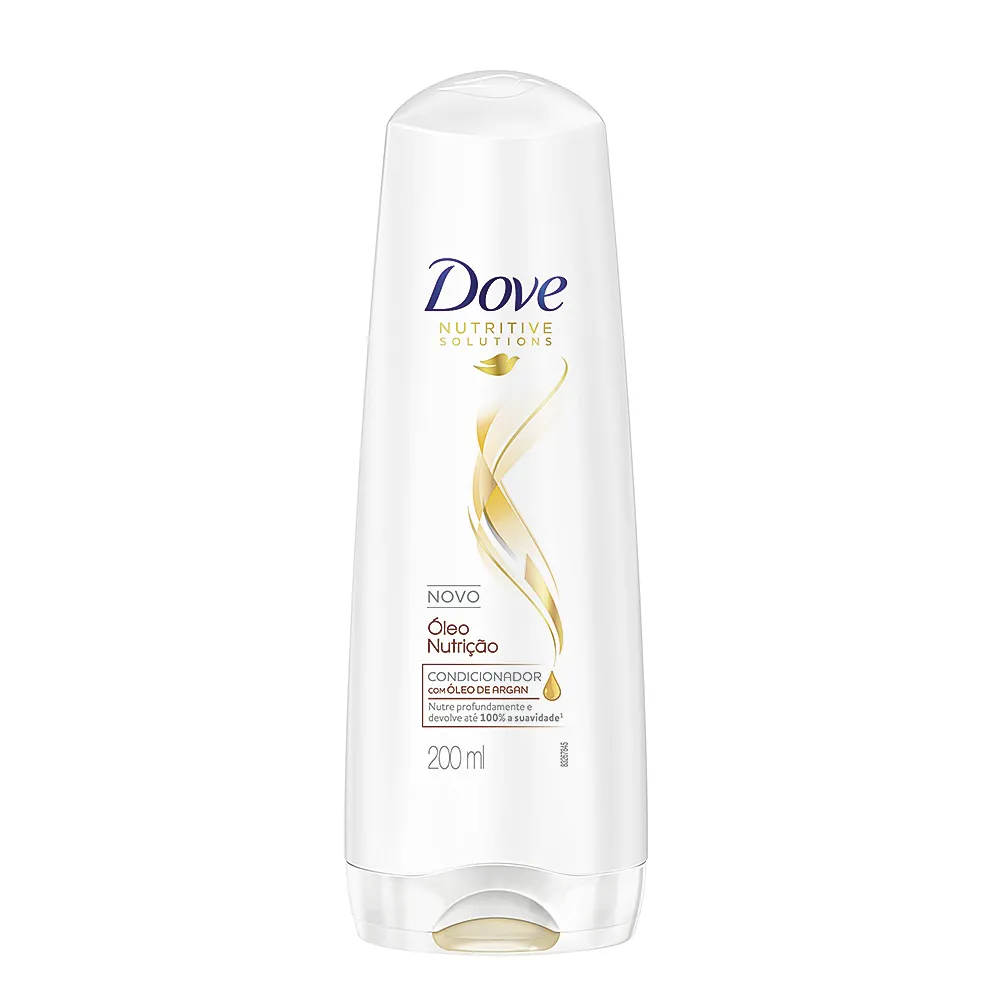 Dove
NUTRITIVE
SOLUTIONS
NOVO
Óleo
Nutrição
CONDICIONADOR
COM ÓLEO DE ARGAN
Nutre profundamente e
devolve até 100% a suavidade¹
200 ml
83267845